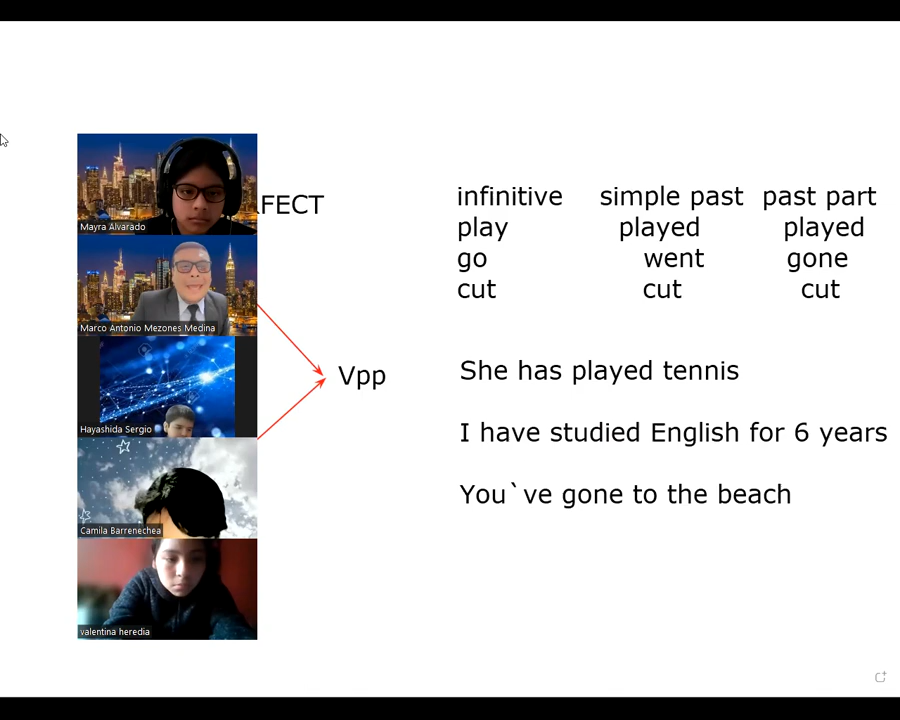 FECT
infinitive simple past past part
play played played
go went gone
cut cut cut
Mayra Alvarado
Marco Antonio Mezones Medina
Hayashida Sergio
Camila Barrenechea
valentina heredia
Vpp
She has played tennis
I have studied English for 6 years
You`ve gone to the beach